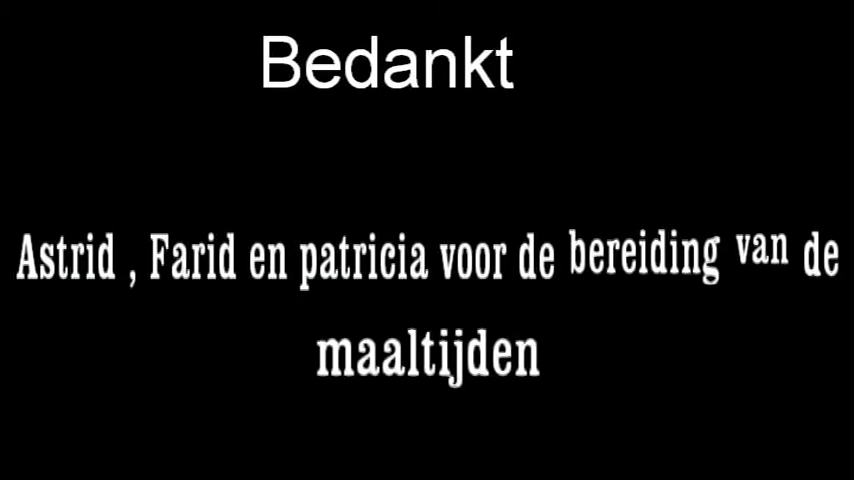 Bedankt
Astrid , Farid en patricia voor de bereiding van de
maaltijden